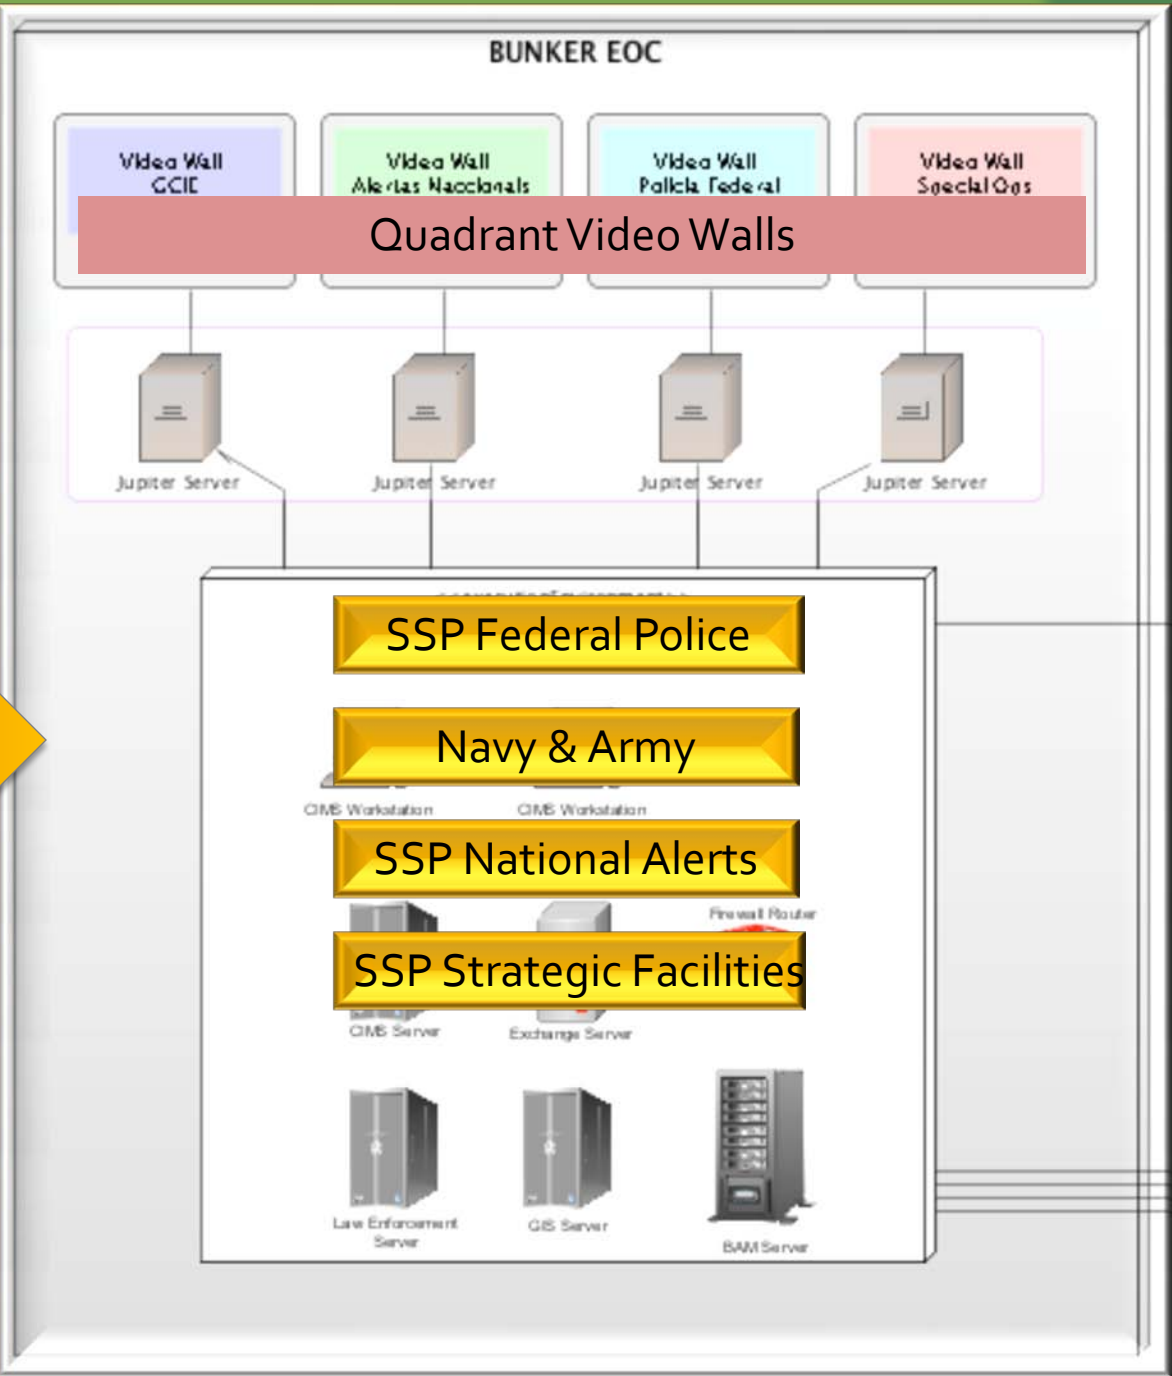 BUNKER EOC
Video Wall
GCIE
Video Wall
Alertas Naccionals
Video Wall
Policia Federal
Video Wall
Special Ops
Quadrant Video Walls
Jupiter Server
Jupiter Server
Jupiter Server
Jupiter Server
SSP Federal Police
Navy & Army
CIMS Workstation
CIMS Workstation
SSP National Alerts
Firewall Router
SSP Strategic Facilities
CIMS Server
Exchange Server
Law Enforcement
Server
GIS Server
BAM Server